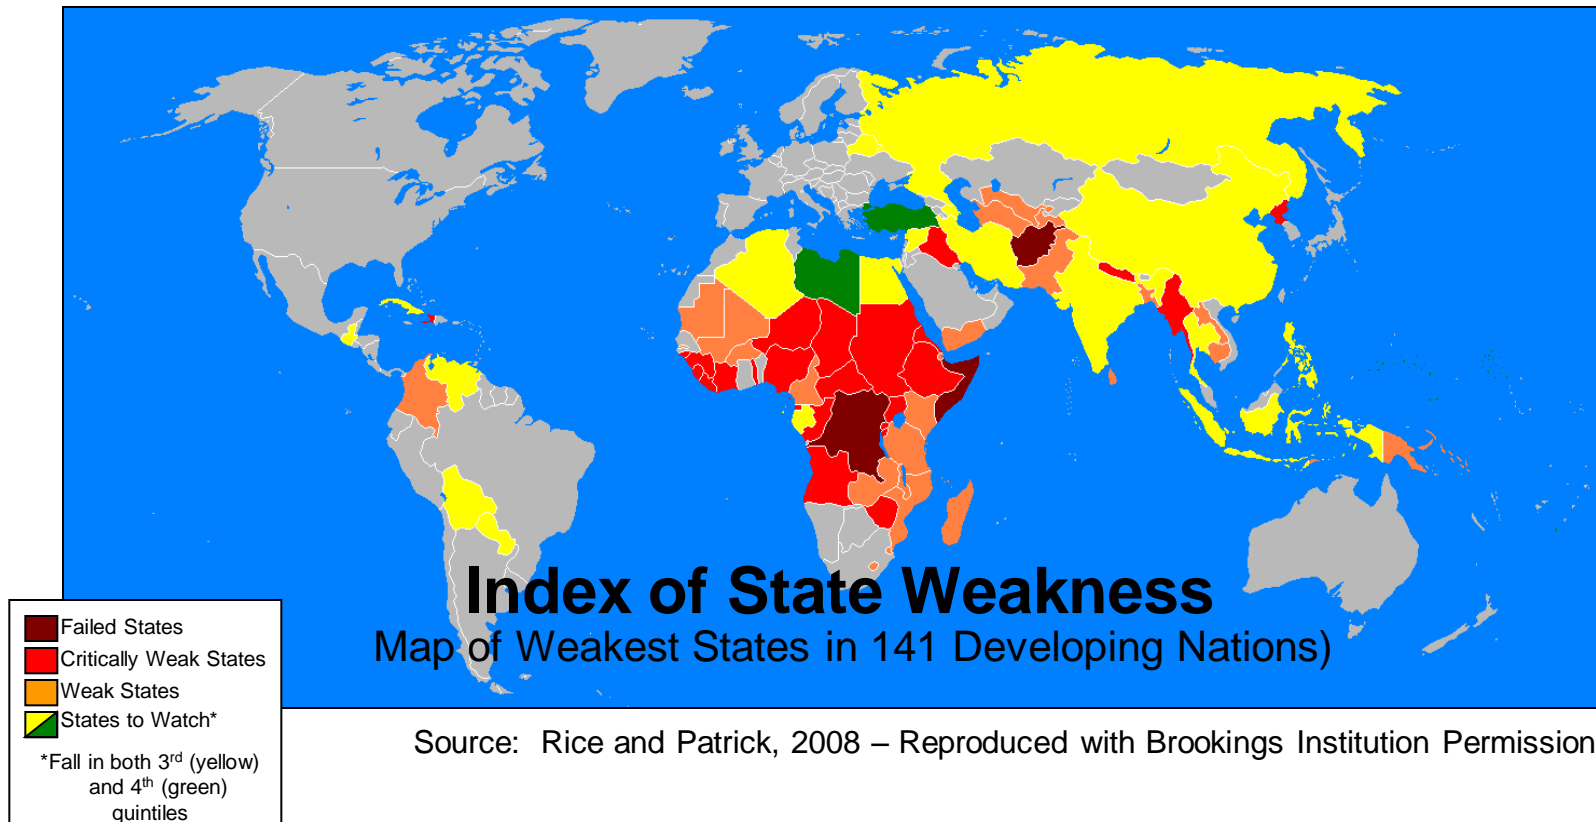 Index of State Weakness
Map of Weakest States in 141 Developing Nations)
Failed States
Critically Weak States
Weak States
States to Watch*
*Fall in both 3rd (yellow)
and 4th (green)
quintiles
Source: Rice and Patrick, 2008 – Reproduced with Brookings Institution Permission